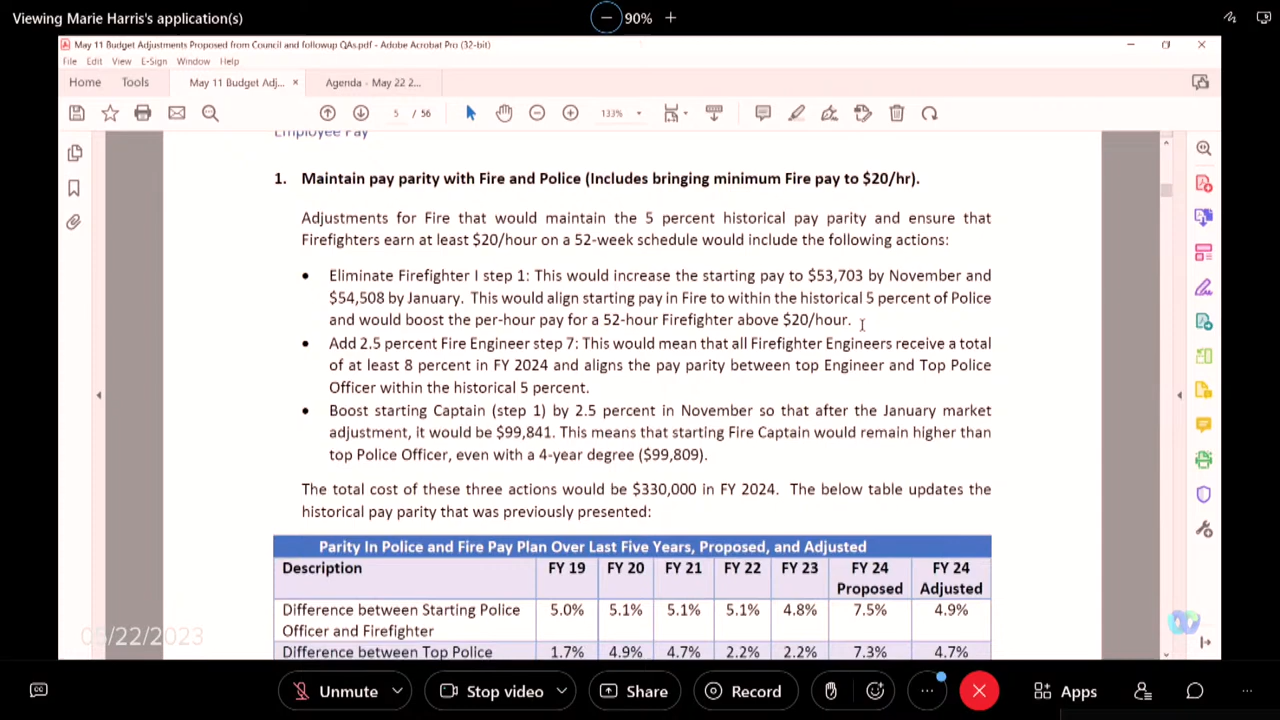 Viewing Marie Harris's application(s)
90%
May 11 Budget Adjustments Proposed from Council and followup QAs.pdf - Adobe Acrobat Pro (32-bit)
File Edit View E-Sign Window Help
Home Tools May 11 Budget Adj... × Agenda - May 22 2...
5 / 56 133%
Employee Pay
1. Maintain pay parity with Fire and Police (Includes bringing minimum Fire pay to $20/hr).
Adjustments for Fire that would maintain the 5 percent historical pay parity and ensure that
Firefighters earn at least $20/hour on a 52-week schedule would include the following actions:
• Eliminate Firefighter I step 1: This would increase the starting pay to $53,703 by November and
$54,508 by January. This would align starting pay in Fire to within the historical 5 percent of Police
and would boost the per-hour pay for a 52-hour Firefighter above $20/hour.
• Add 2.5 percent Fire Engineer step 7: This would mean that all Firefighter Engineers receive a total
of at least 8 percent in FY 2024 and aligns the pay parity between top Engineer and Top Police
Officer within the historical 5 percent.
• Boost starting Captain (step 1) by 2.5 percent in November so that after the January market
adjustment, it would be $99,841. This means that starting Fire Captain would remain higher than
top Police Officer, even with a 4-year degree ($99,809).
The total cost of these three actions would be $330,000 in FY 2024. The below table updates the
historical pay parity that was previously presented:
Parity In Police and Fire Pay Plan Over Last Five Years, Proposed, and Adjusted
Description FY 19 FY 20 FY 21 FY 22 FY 23 FY 24 FY 24
Proposed Adjusted
Difference between Starting Police 5.0% 5.1% 5.1% 5.1% 4.8% 7.5% 4.9%
Officer and Firefighter
Difference between Top Police 1.7% 4.9% 4.7% 2.2% 2.2% 7.3% 4.7%
05/22/2023
Unmute Stop video Share Record Apps